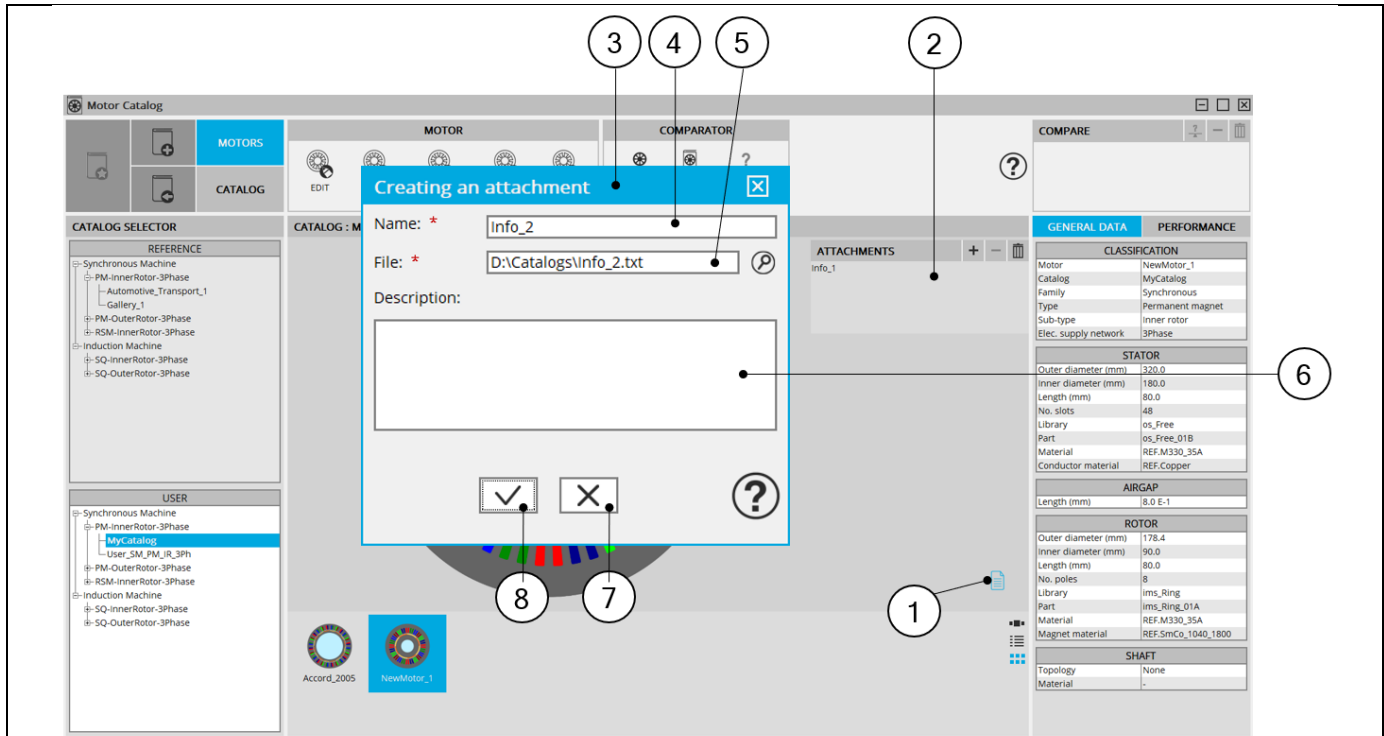 3 4 5 2
Motor Catalog
MOTORS
CATALOG
MOTOR
EDIT
COMPARATOR
?
?
COMPARE
?
CATALOG SELECTOR
REFERENCE
Synchronous Machine
PM-InnerRotor-3Phase
Automotive_Transport_1
Gallery_1
PM-OuterRotor-3Phase
RSM-InnerRotor-3Phase
Induction Machine
SQ-InnerRotor-3Phase
SQ-OuterRotor-3Phase
USER
Synchronous Machine
PM-InnerRotor-3Phase
MyCatalog
User_SM_PM_IR_3Ph
PM-OuterRotor-3Phase
RSM-InnerRotor-3Phase
Induction Machine
SQ-InnerRotor-3Phase
SQ-OuterRotor-3Phase
CATALOG : M
Creating an attachment
Name: * Info_2
File: * D:\Catalogs\Info_2.txt
Description:
?
8 7
6
1
ATTACHMENTS
Info_1
Accord_2005
NewMotor_1
GENERAL DATA PERFORMANCE
CLASSIFICATION
Motor NewMotor_1
Catalog MyCatalog
Family Synchronous
Type Permanent magnet
Sub-type Inner rotor
Elec. supply network 3Phase
STATOR
Outer diameter (mm) 320.0
Inner diameter (mm) 180.0
Length (mm) 80.0
No. slots 48
Library os_Free
Part os_Free_01B
Material REF.M330_35A
Conductor material REF.Copper
AIRGAP
Length (mm) 8.0 E-1
ROTOR
Outer diameter (mm) 178.4
Inner diameter (mm) 90.0
Length (mm) 80.0
No. poles 8
Library ims_Ring
Part ims_Ring_01A
Material REF.M330_35A
Magnet material REF.SmCo_1040_1800
SHAFT
Topology None
Material -